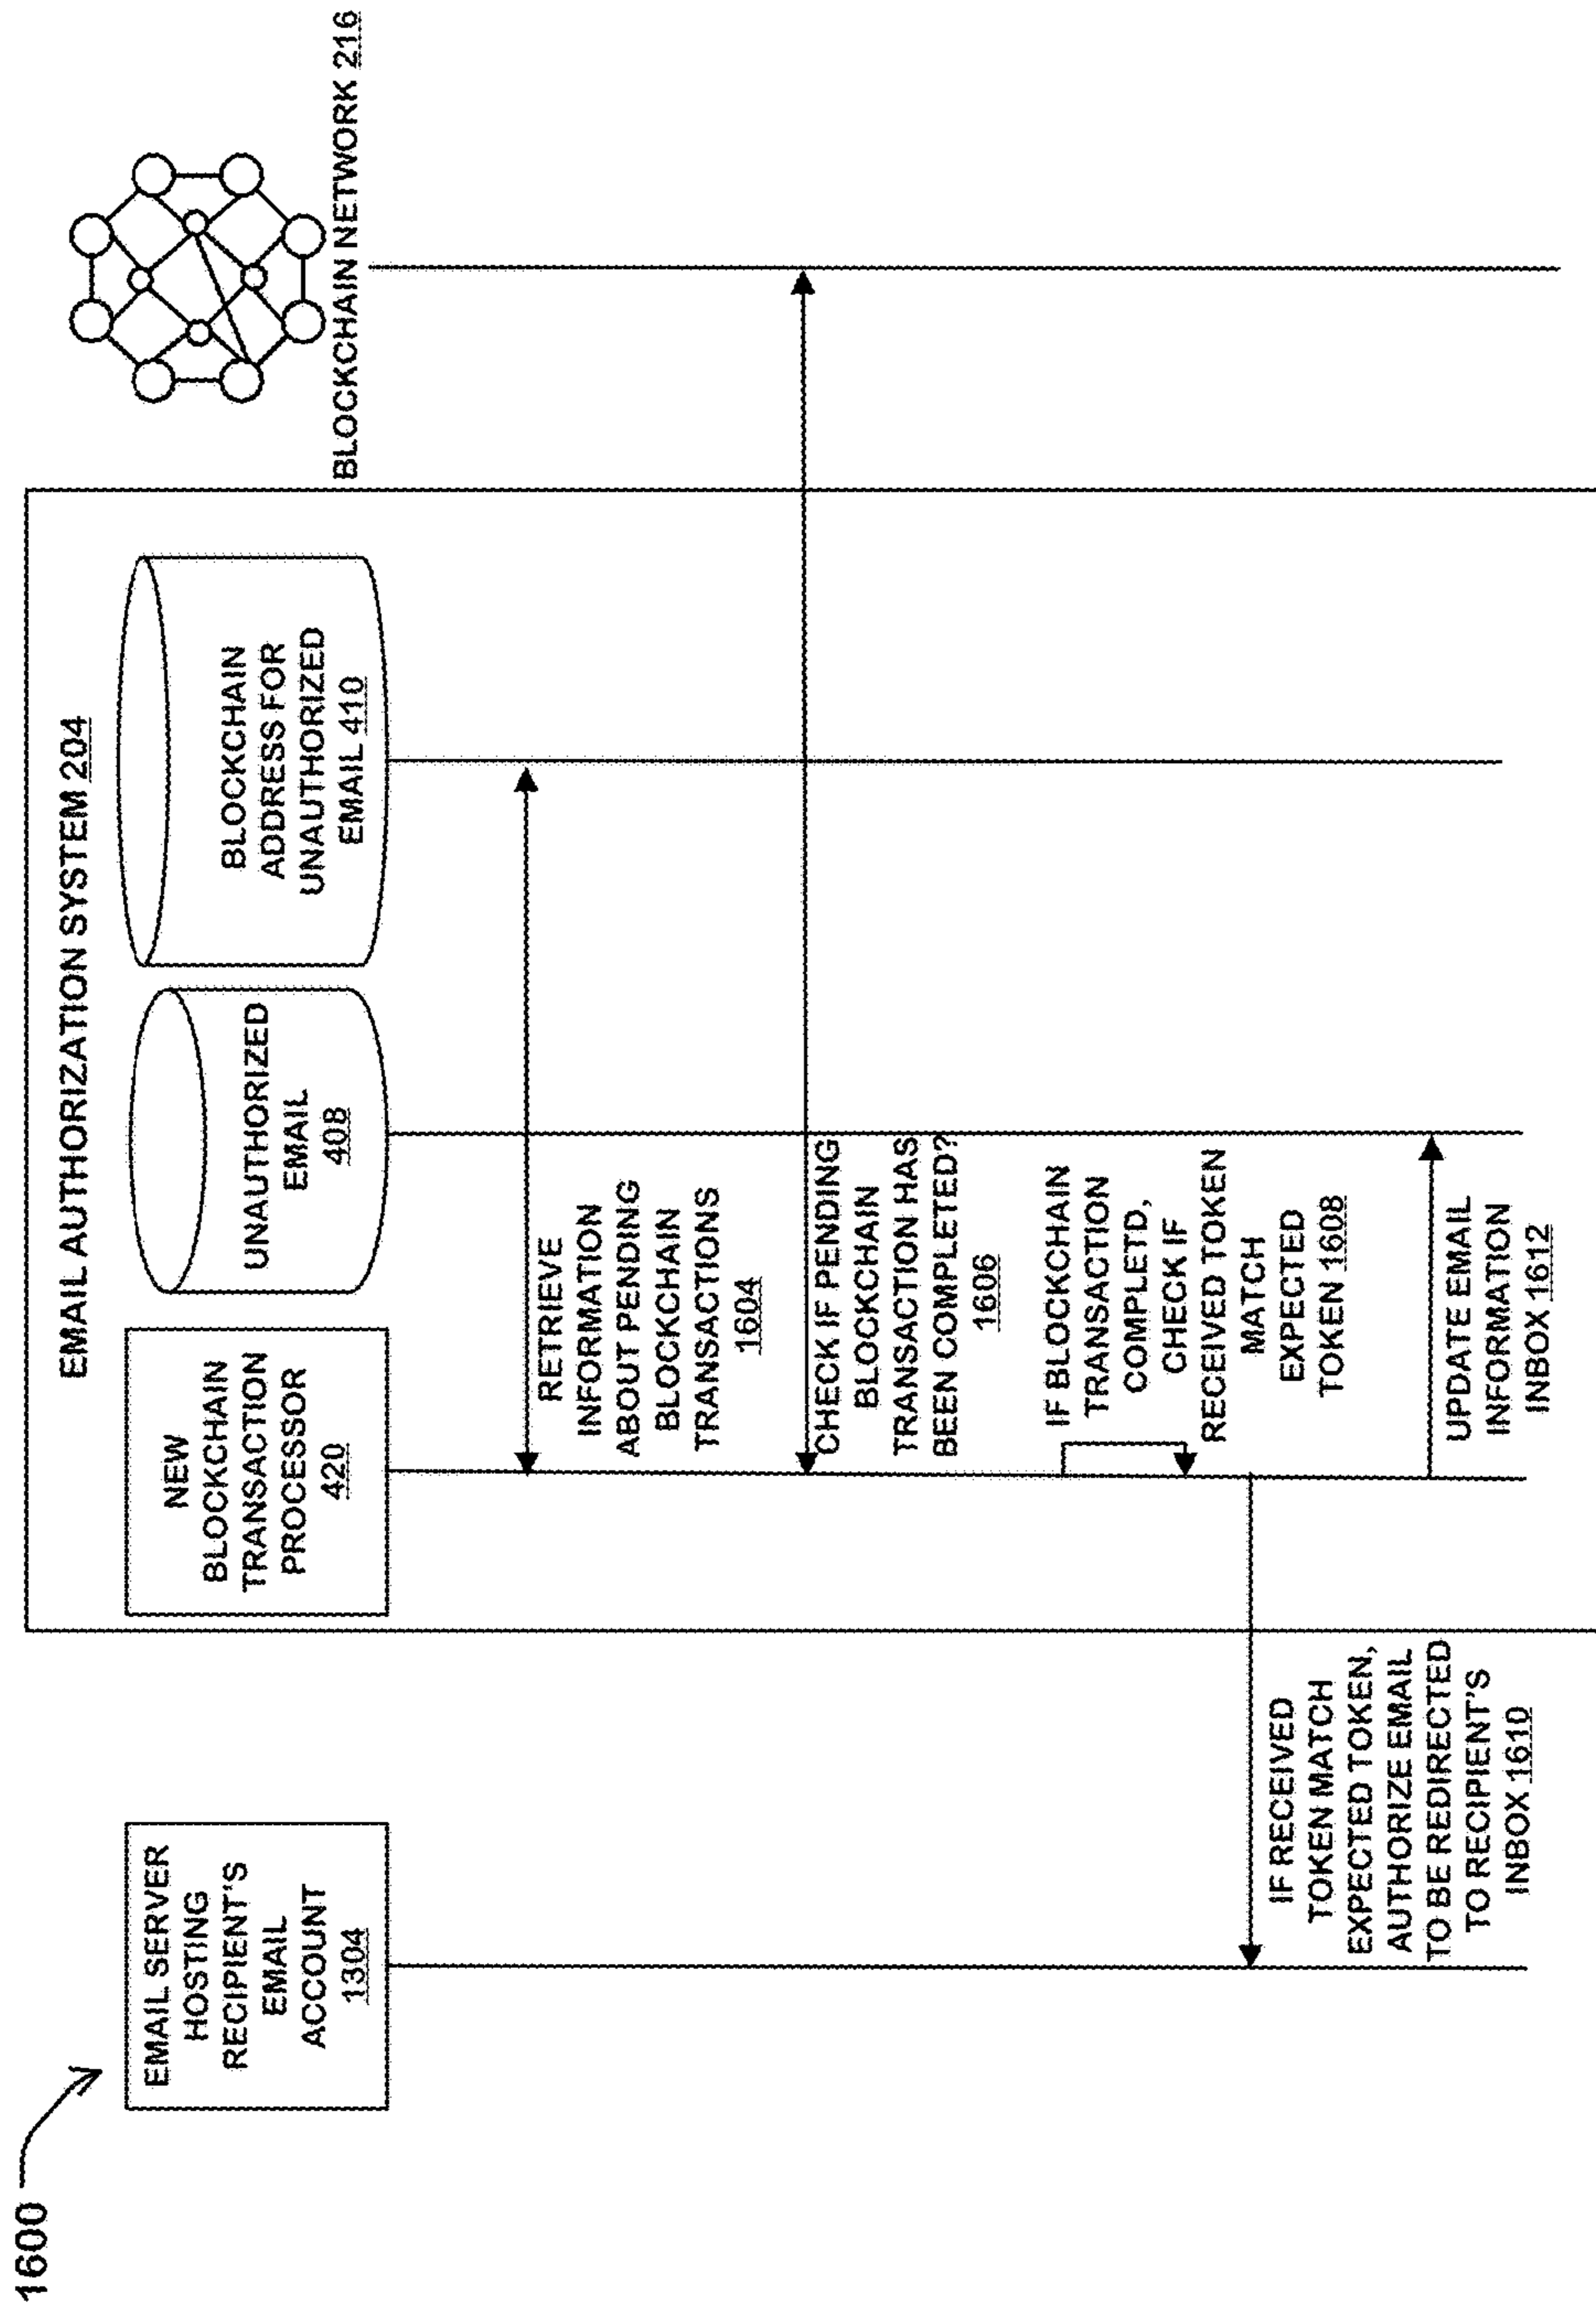 1600
EMAIL SERVER
HOSTING
RECIPIENT'S
EMAIL
ACCOUNT
1304
EMAIL AUTHORIZATION SYSTEM 204
NEW
BLOCKCHAIN
TRANSACTION
PROCESSOR
420
UNAUTHORIZED
EMAIL
408
BLOCKCHAIN
ADDRESS FOR
UNAUTHORIZED
EMAIL 410
BLOCKCHAIN NETWORK 216
RETRIEVE
INFORMATION
ABOUT PENDING
BLOCKCHAIN
TRANSACTIONS
1604
CHECK IF PENDING
BLOCKCHAIN
TRANSACTION HAS
BEEN COMPLETED?
1606
IF BLOCKCHAIN
TRANSACTION
COMPLETD,
CHECK IF
RECEIVED TOKEN
MATCH
EXPECTED
TOKEN 1608
IF RECEIVED
TOKEN MATCH
EXPECTED TOKEN,
AUTHORIZE EMAIL
TO BE REDIRECTED
TO RECIPIENT'S
INBOX 1610
UPDATE EMAIL
INFORMATION
INBOX 1612